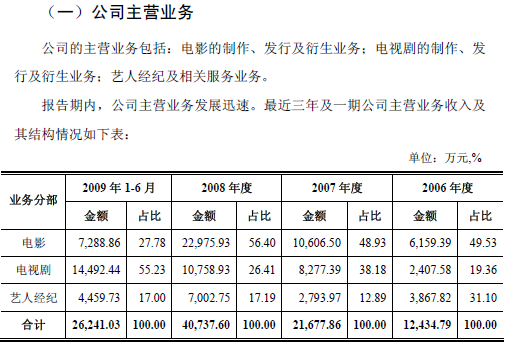 （一）公司主营业务
公司的主营业务包括：电影的制作、发行及衍生业务；电视剧的制作、发
行及衍生业务；艺人经纪及相关服务业务。
报告期内，公司主营业务发展迅速。最近三年及一期公司主营业务收入及
其结构情况如下表：
单位：万元,%
业务分部 2009 年 1-6 月 2008 年度 2007 年度 2006 年度
金额 占比 金额 占比 金额 占比 金额 占比
电影 7,288.86 27.78 22,975.93 56.40 10,606.50 48.93 6,159.39 49.53
电视剧 14,492.44 55.23 10,758.93 26.41 8,277.39 38.18 2,407.58 19.36
艺人经纪 4,459.73 17.00 7,002.75 17.19 2,793.97 12.89 3,867.82 31.10
合计 26,241.03 100.00 40,737.60 100.00 21,677.86 100.00 12,434.79 100.00